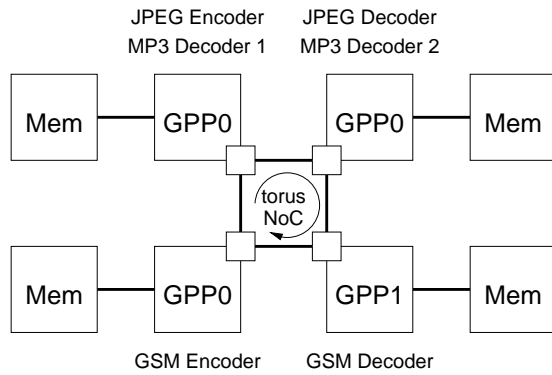 JPEG Encoder JPEG Decoder
MP3 Decoder 1 MP3 Decoder 2
Mem GPP0 GPP0 Mem
torus
NoC
Mem GPP0 GPP1 Mem
GSM Encoder GSM Decoder